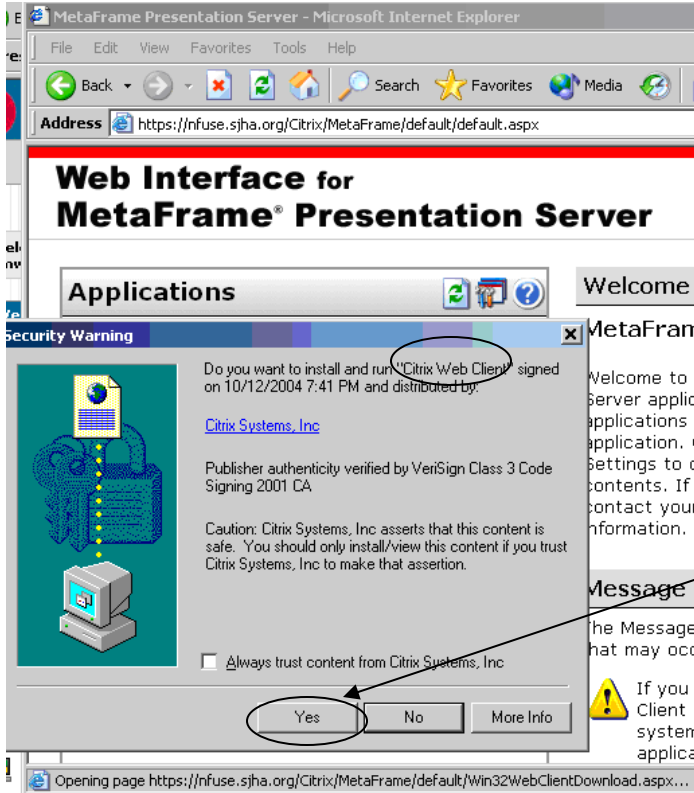 MetaFrame Presentation Server - Microsoft Internet Explorer
File Edit View Favorites Tools Help
Back Search Favorites Media
Address https://nfuse.sjha.org/Citrix/MetaFrame/default/default.aspx
Web Interface for
MetaFrame® Presentation Server
Applications
Welcome
Security Warning
Do you want to install and run "Citrix Web Client" signed
on 10/12/2004 7:41 PM and distributed by:
Citrix Systems, Inc
Publisher authenticity verified by VeriSign Class 3 Code
Signing 2001 CA
Caution: Citrix Systems, Inc asserts that this content is
safe. You should only install/view this content if you trust
Citrix Systems, Inc to make that assertion.
Always trust content from Citrix Systems, Inc
Yes No More Info
MetaFram
Welcome to
Server applic
applications
application.
Settings to
contents. If
contact your
information.
Message
The Message
that may occ
If you
Client
system
applica
Opening page https://nfuse.sjha.org/Citrix/MetaFrame/default/Win32WebClientDownload.aspx...